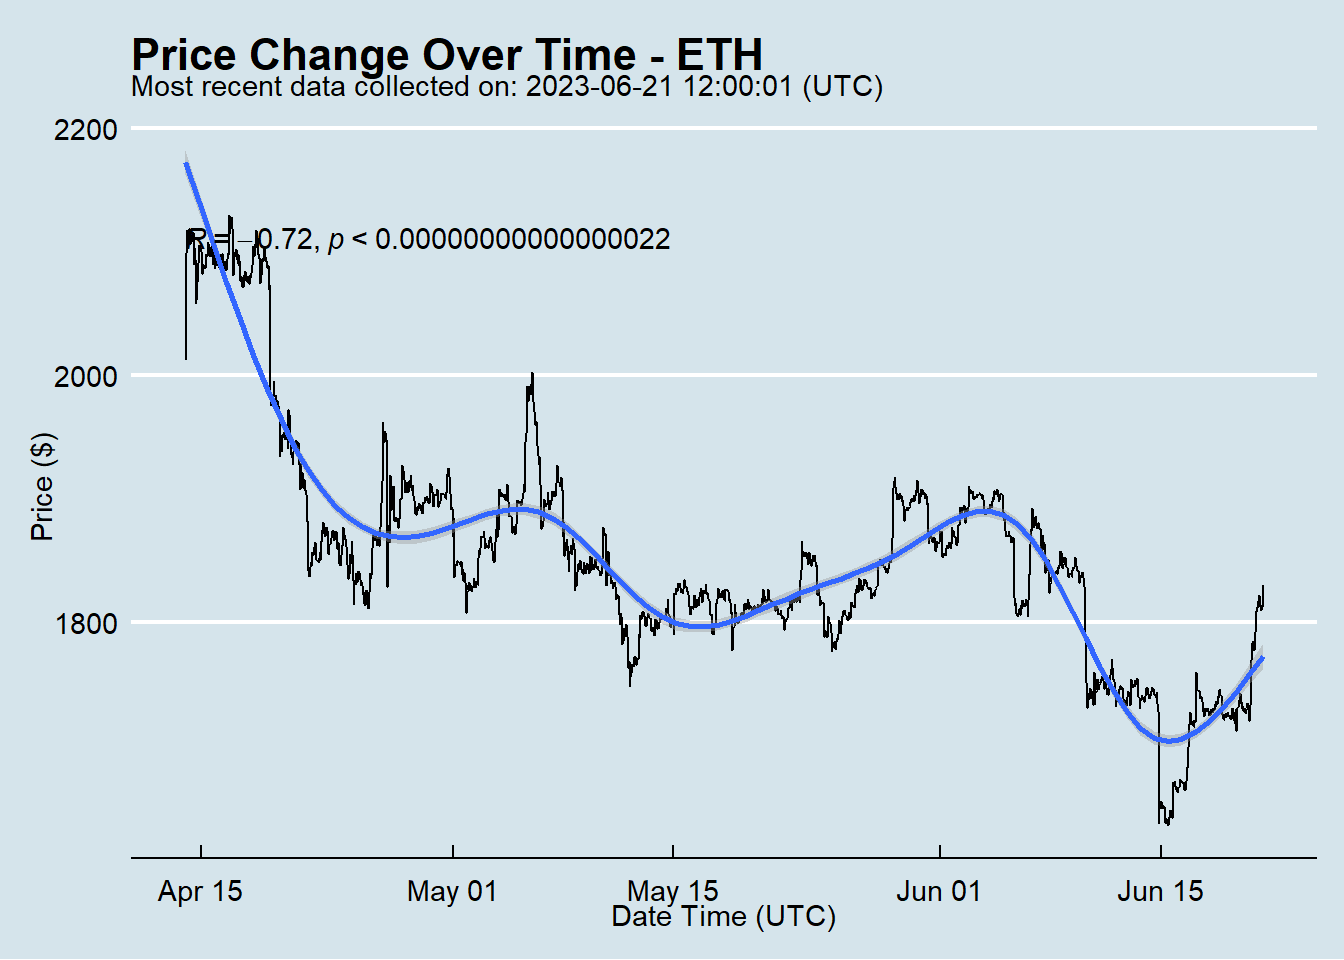 Price Change Over Time - ETH
Most recent data collected on: 2023-06-21 12:00:01 (UTC)
2200
R = −0.72, p < 0.00000000000000022
2000
Price ($)
1800
Apr 15 May 01 May 15 Jun 01 Jun 15
Date Time (UTC)